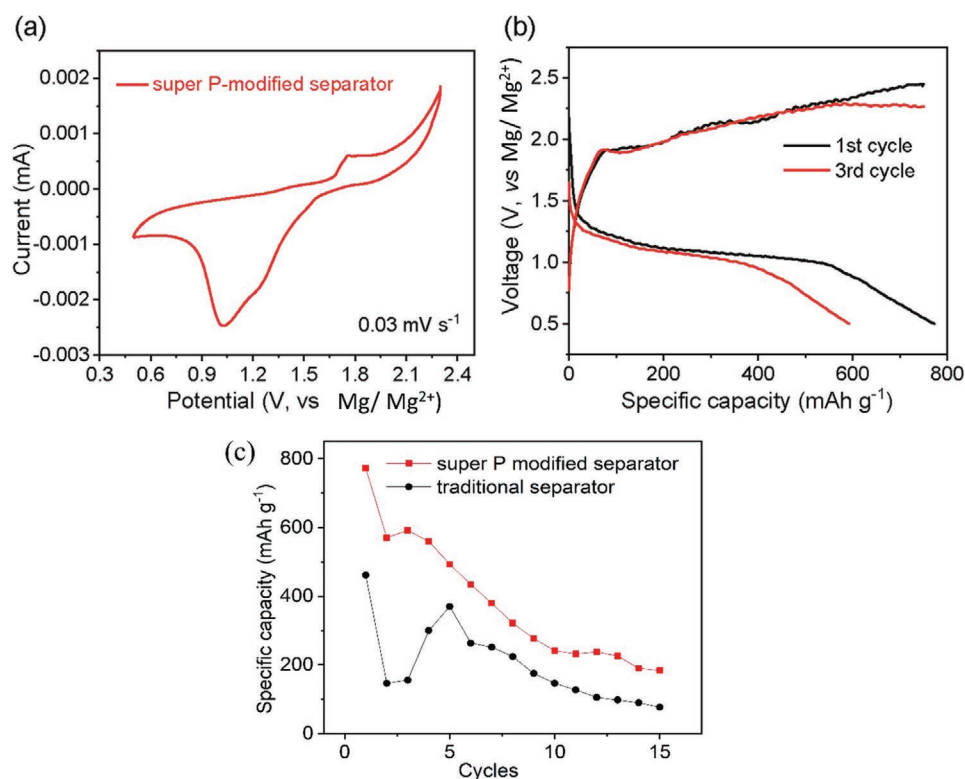 (a)
0.002
0.001
0.000
-0.001
-0.002
-0.003
Current (mA)
super P-modified separator
0.03 mV s⁻¹
0.3 0.9 1.2 1.8 2.1 2.4
Potential (V, vs Mg/ Mg²⁺)
(b)
2.5
2.0
1.5
1.0
0.5
Voltage (V, vs Mg/ Mg²⁺)
1st cycle
3rd cycle
0 200 400 600 800
Specific capacity (mAh g⁻¹)
(c)
800
600
400
200
0
Specific capacity (mAh g⁻¹)
super P modified separator
traditional separator
0 5 10 15
Cycles